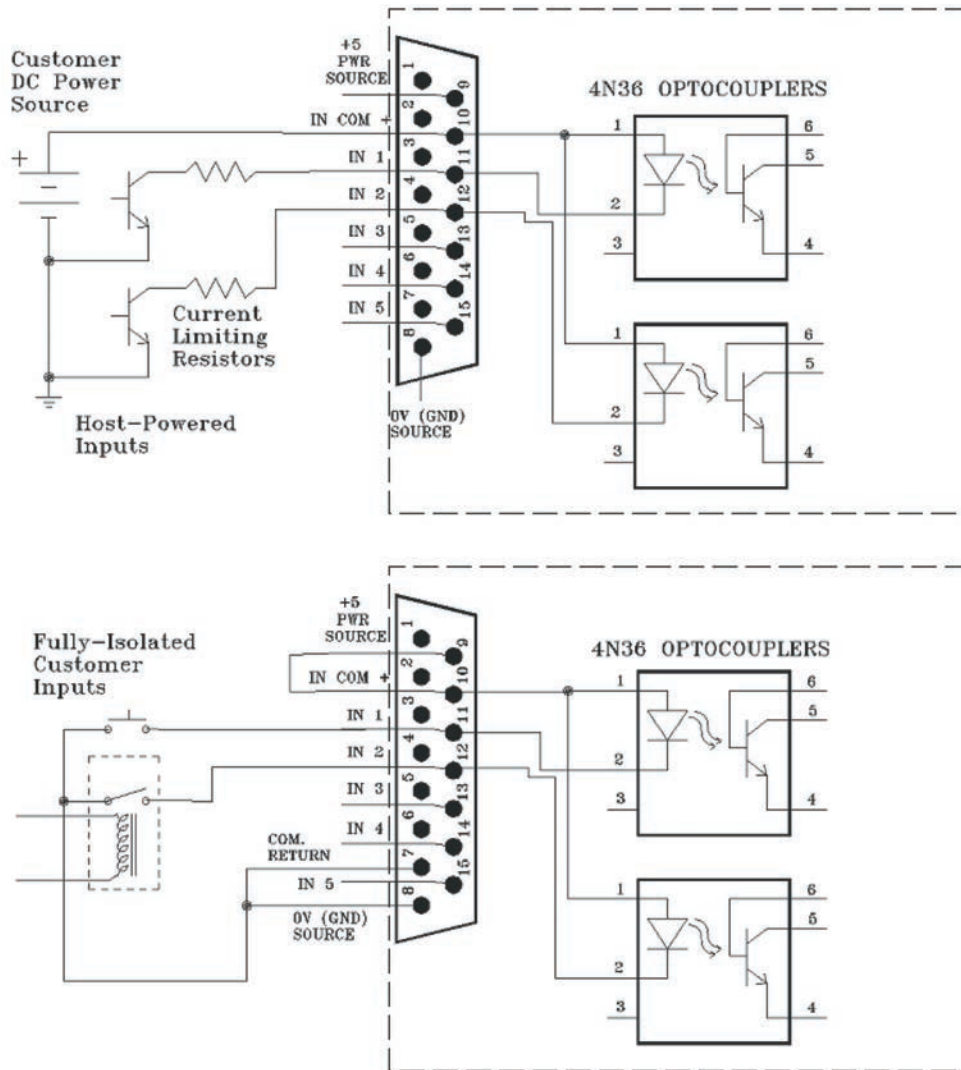 Customer
DC Power
Source
+
-
-
+5
PWR
SOURCE
IN COM +
IN 1
IN 2
IN 3
IN 4
IN 5
1
2
3
4
5
6
7
8
9
10
11
12
13
14
15
Current
Limiting
Resistors
Host-Powered
Inputs
0V (GND)
SOURCE
4N36 OPTOCOUPLERS
1
2
3
6
5
4
1
2
3
6
5
4
Fully-Isolated
Customer
Inputs
+5
PWR
SOURCE
IN COM +
IN 1
IN 2
IN 3
IN 4
COM.
RETURN
IN 5
0V (GND)
SOURCE
1
2
3
4
5
6
7
8
9
10
11
12
13
14
15
4N36 OPTOCOUPLERS
1
2
3
6
5
4
1
2
3
6
5
4